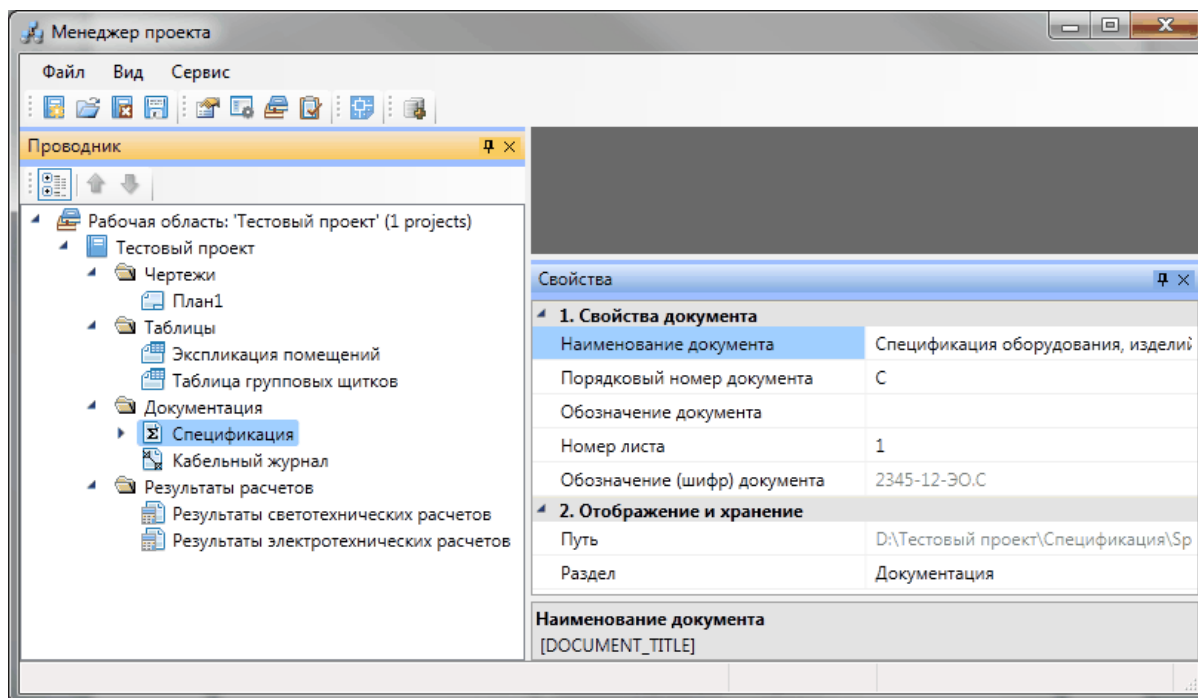 Менеджер проекта
Файл Вид Сервис
Проводник
Рабочая область: 'Тестовый проект' (1 projects)
Тестовый проект
Чертежи
План1
Таблицы
Экспликация помещений
Таблица групповых щитков
Документация
Спецификация
Кабельный журнал
Результаты расчетов
Результаты светотехнических расчетов
Результаты электротехнических расчетов
Свойства
1. Свойства документа
Наименование документа Спецификация оборудования, изделий
Порядковый номер документа С
Обозначение документа
Номер листа 1
Обозначение (шифр) документа 2345-12-ЭО.С
2. Отображение и хранение
Путь D:\Тестовый проект\Спецификация\Sp
Раздел Документация
Наименование документа
[DOCUMENT_TITLE]